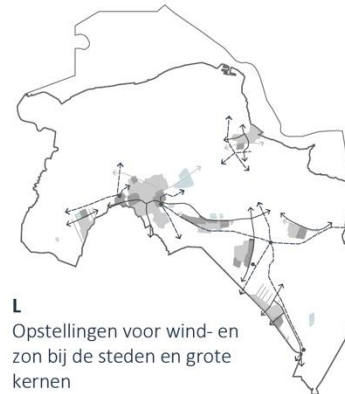 L
Opstellingen voor wind- en
zon bij de steden en grote
kernen